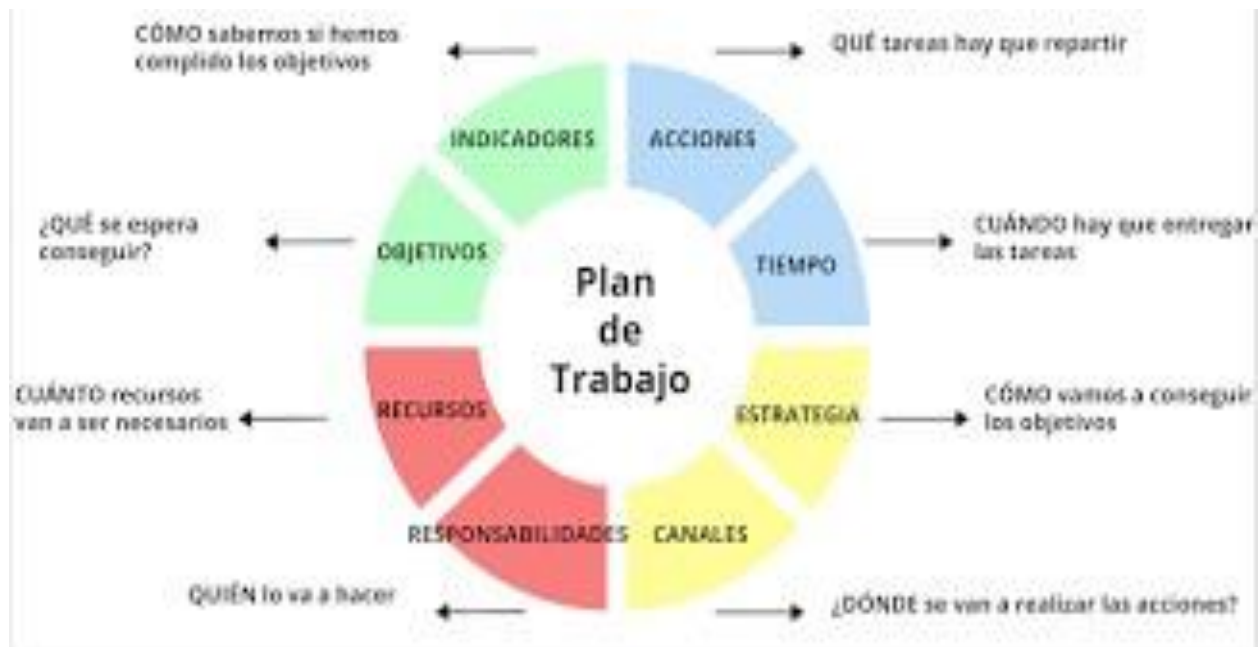 CÓMO sabemos si hemos
complido los objetivos
QUÉ tareas hay que repartir
INDICADORES
ACCIONES
¿QUÉ se espera
conseguir?
OBJETIVOS
TIEMPO
CUÁNDO hay que entregar
las tareas
Plan
de
Trabajo
CUÁNTO recursos
van a ser necesarios
RECURSOS
ESTRATEGIA
CÓMO vamos a conseguir
los objetivos
RESPONSABILIDADES
CANALES
QUIÉN lo va a hacer
¿DÓNDE se van a realizar las acciones?